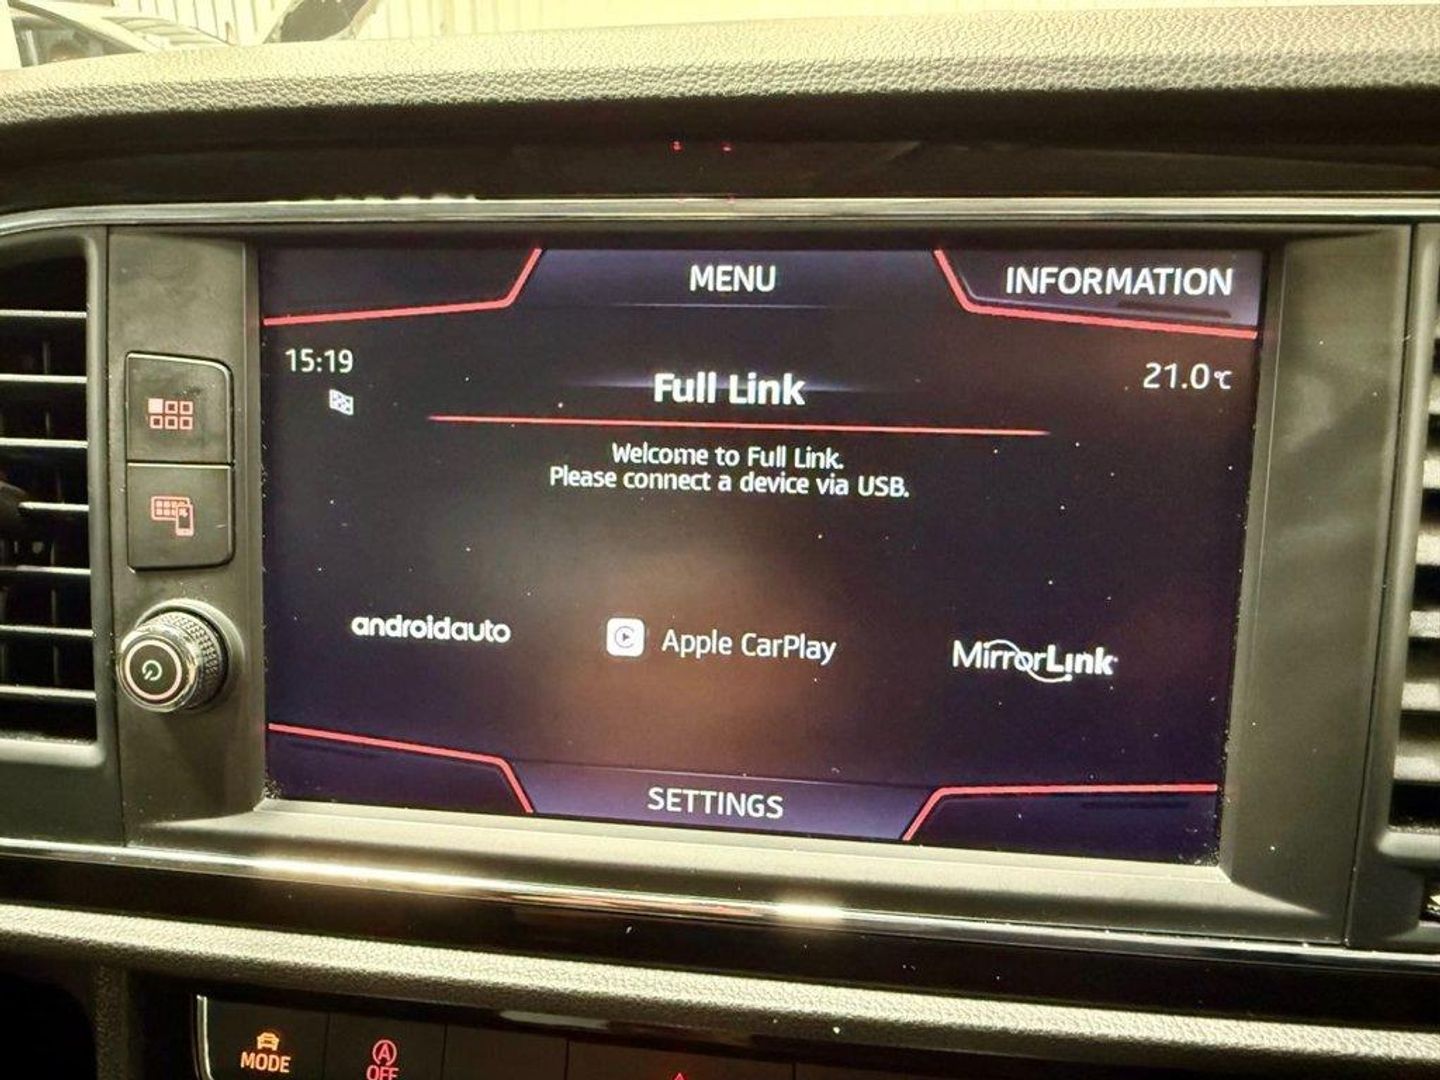 MENU
INFORMATION
15:19
21.0°C
Full Link
Welcome to Full Link.
Please connect a device via USB.
androidauto
Apple CarPlay
MirrorLink
SETTINGS
MODE
A
OFF